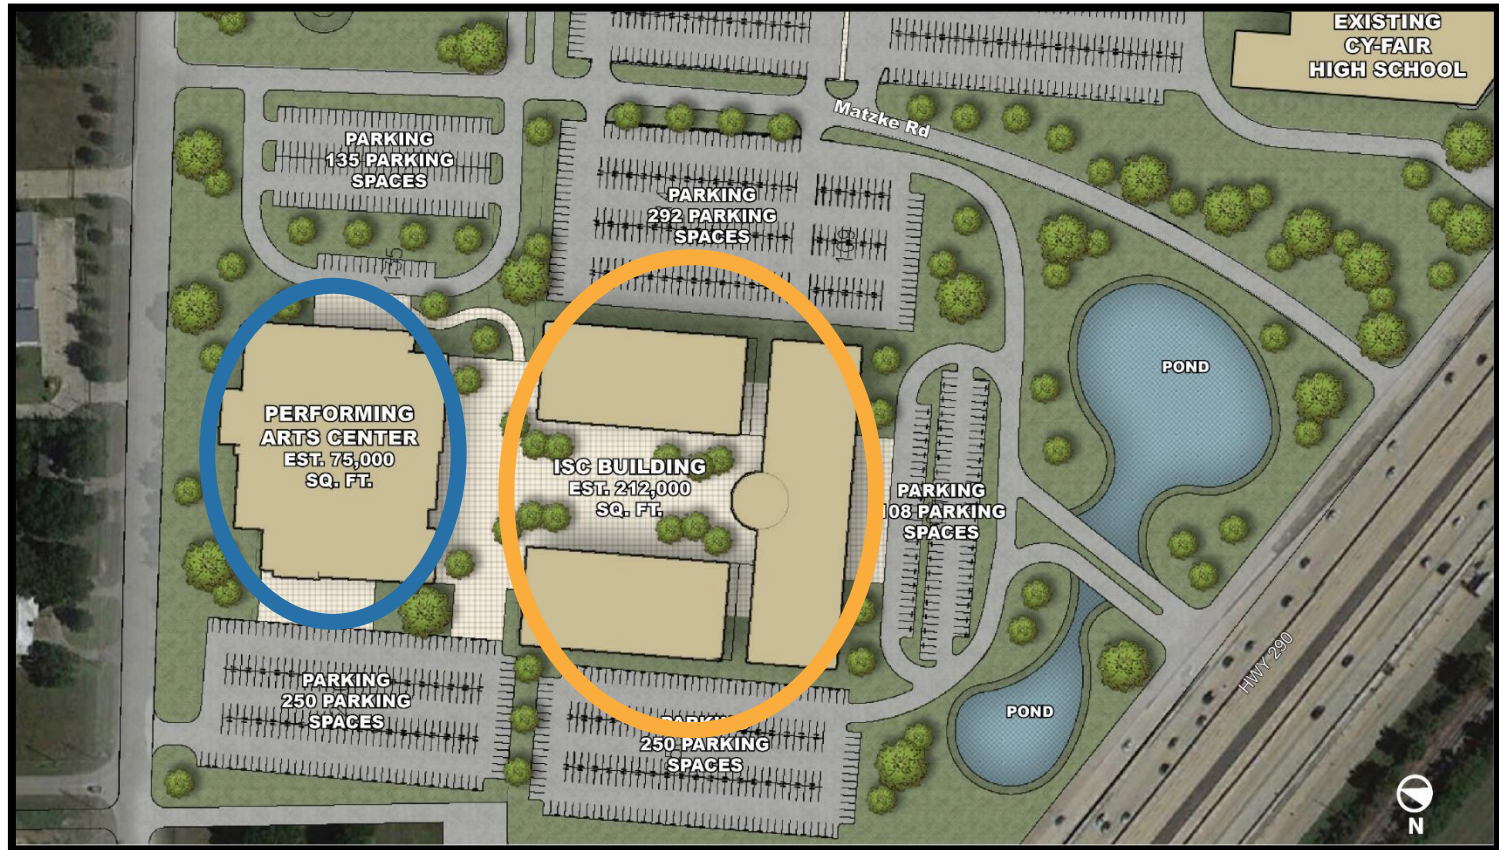 EXISTING
CY-FAIR
HIGH SCHOOL
Matzke Rd
PARKING
135 PARKING
SPACES
135
PARKING
292 PARKING
SPACES
PERFORMING
ARTS CENTER
EST. 75,000
SQ. FT.
ISC BUILDING
EST. 212,000
SQ. FT.
POND
PARKING
108 PARKING
SPACES
PARKING
250 PARKING
SPACES
PARKING
250 PARKING
SPACES
POND
HWY 290
N